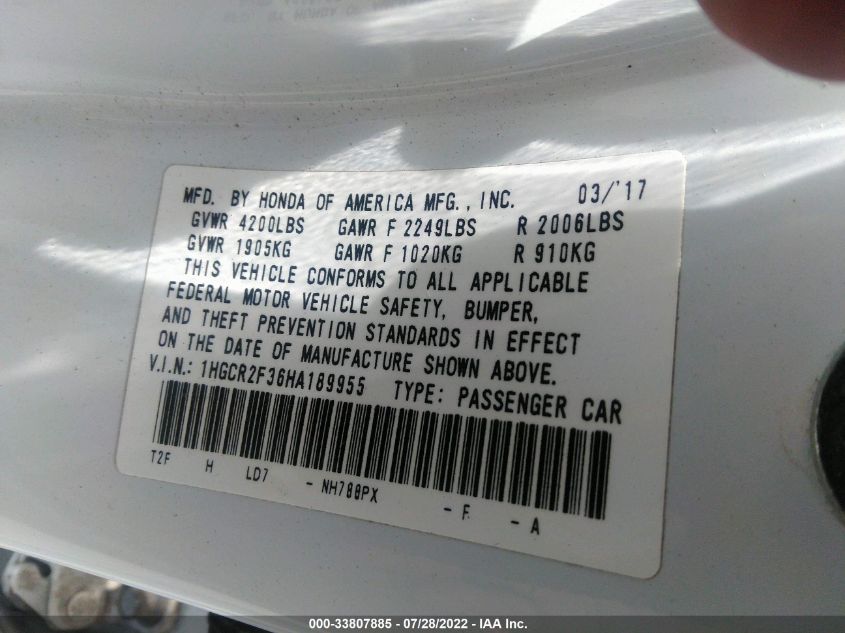 MFD. BY HONDA OF AMERICA MFG., INC. 03/'17
GVWR 4200LBS GAWR F 2249LBS R 2006LBS
GVWR 1905KG GAWR F 1020KG R 910KG
THIS VEHICLE CONFORMS TO ALL APPLICABLE
FEDERAL MOTOR VEHICLE SAFETY, BUMPER,
AND THEFT PREVENTION STANDARDS IN EFFECT
ON THE DATE OF MANUFACTURE SHOWN ABOVE.
V.I.N.: 1HGCR2F36HA189955 TYPE: PASSENGER CAR
T2F H LD7 - NH788PX - F - A
000-33807885 / 07/28/2022 - IAA Inc.